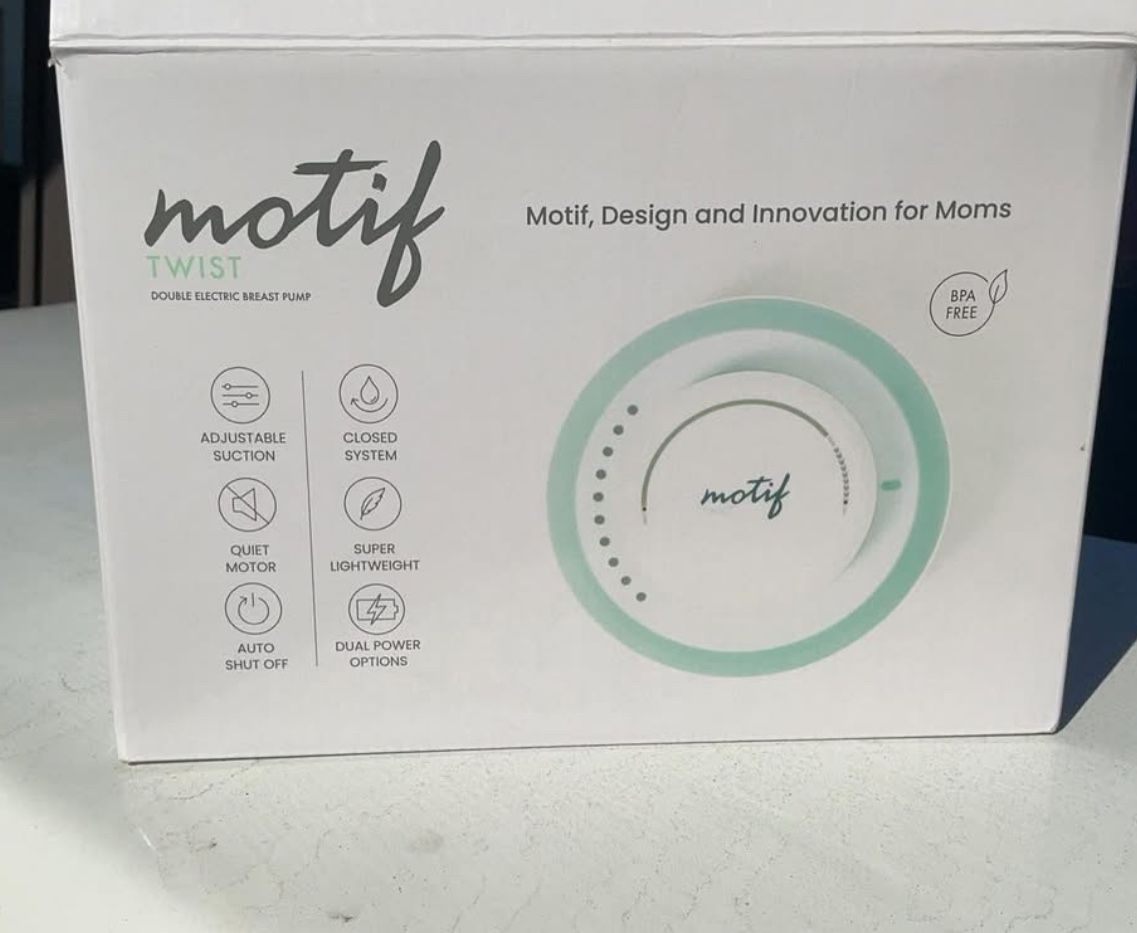 motif
TWIST
DOUBLE ELECTRIC BREAST PUMP
Motif, Design and Innovation for Moms
BPA
FREE
ADJUSTABLE
SUCTION
CLOSED
SYSTEM
QUIET
MOTOR
SUPER
LIGHTWEIGHT
AUTO
SHUT OFF
DUAL POWER
OPTIONS
motif